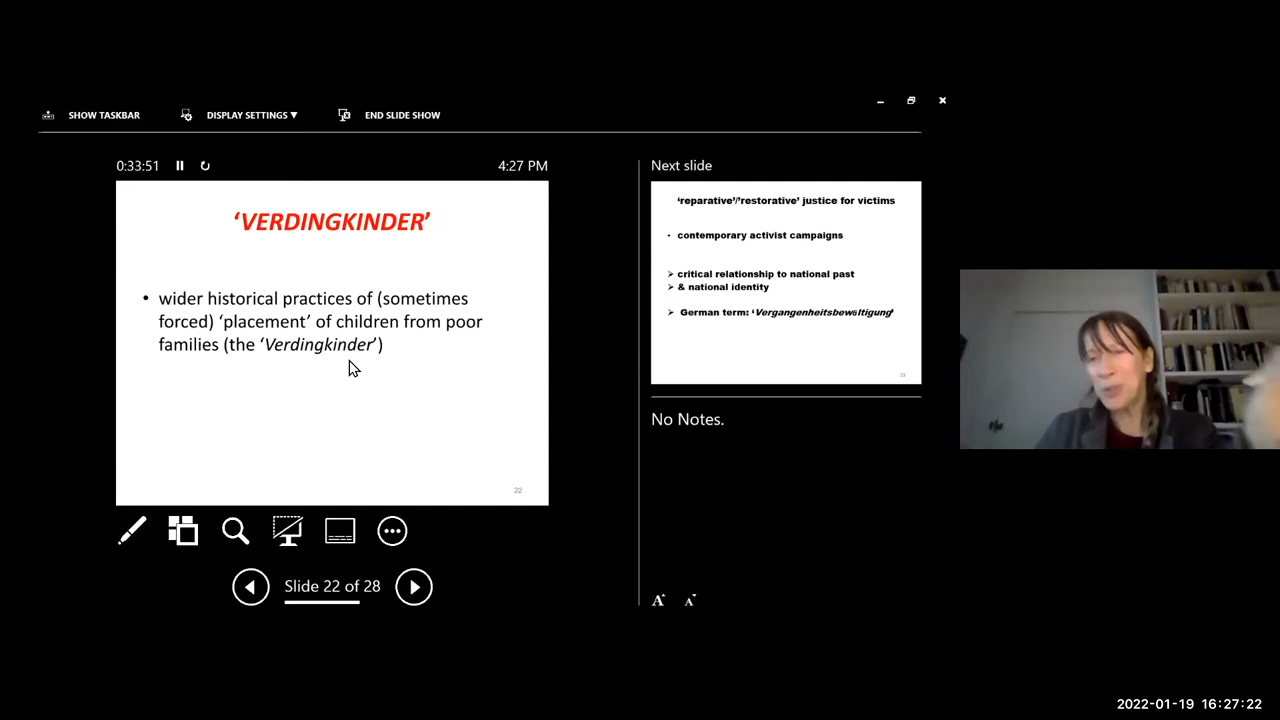 SHOW TASKBAR
DISPLAY SETTINGS ▼
END SLIDE SHOW
0:33:51
4:27 PM
‘VERDINGKINDER’
• wider historical practices of (sometimes
forced) ‘placement’ of children from poor
families (the ‘Verdingkinder’)
22
Slide 22 of 28
Next slide
‘reparative’/’restorative’ justice for victims
• contemporary activist campaigns
➢ critical relationship to national past
➢ & national identity
➢ German term: ‘Vergangenheitsbewältigung’
23
No Notes.
A A
2022-01-19 16:27:22